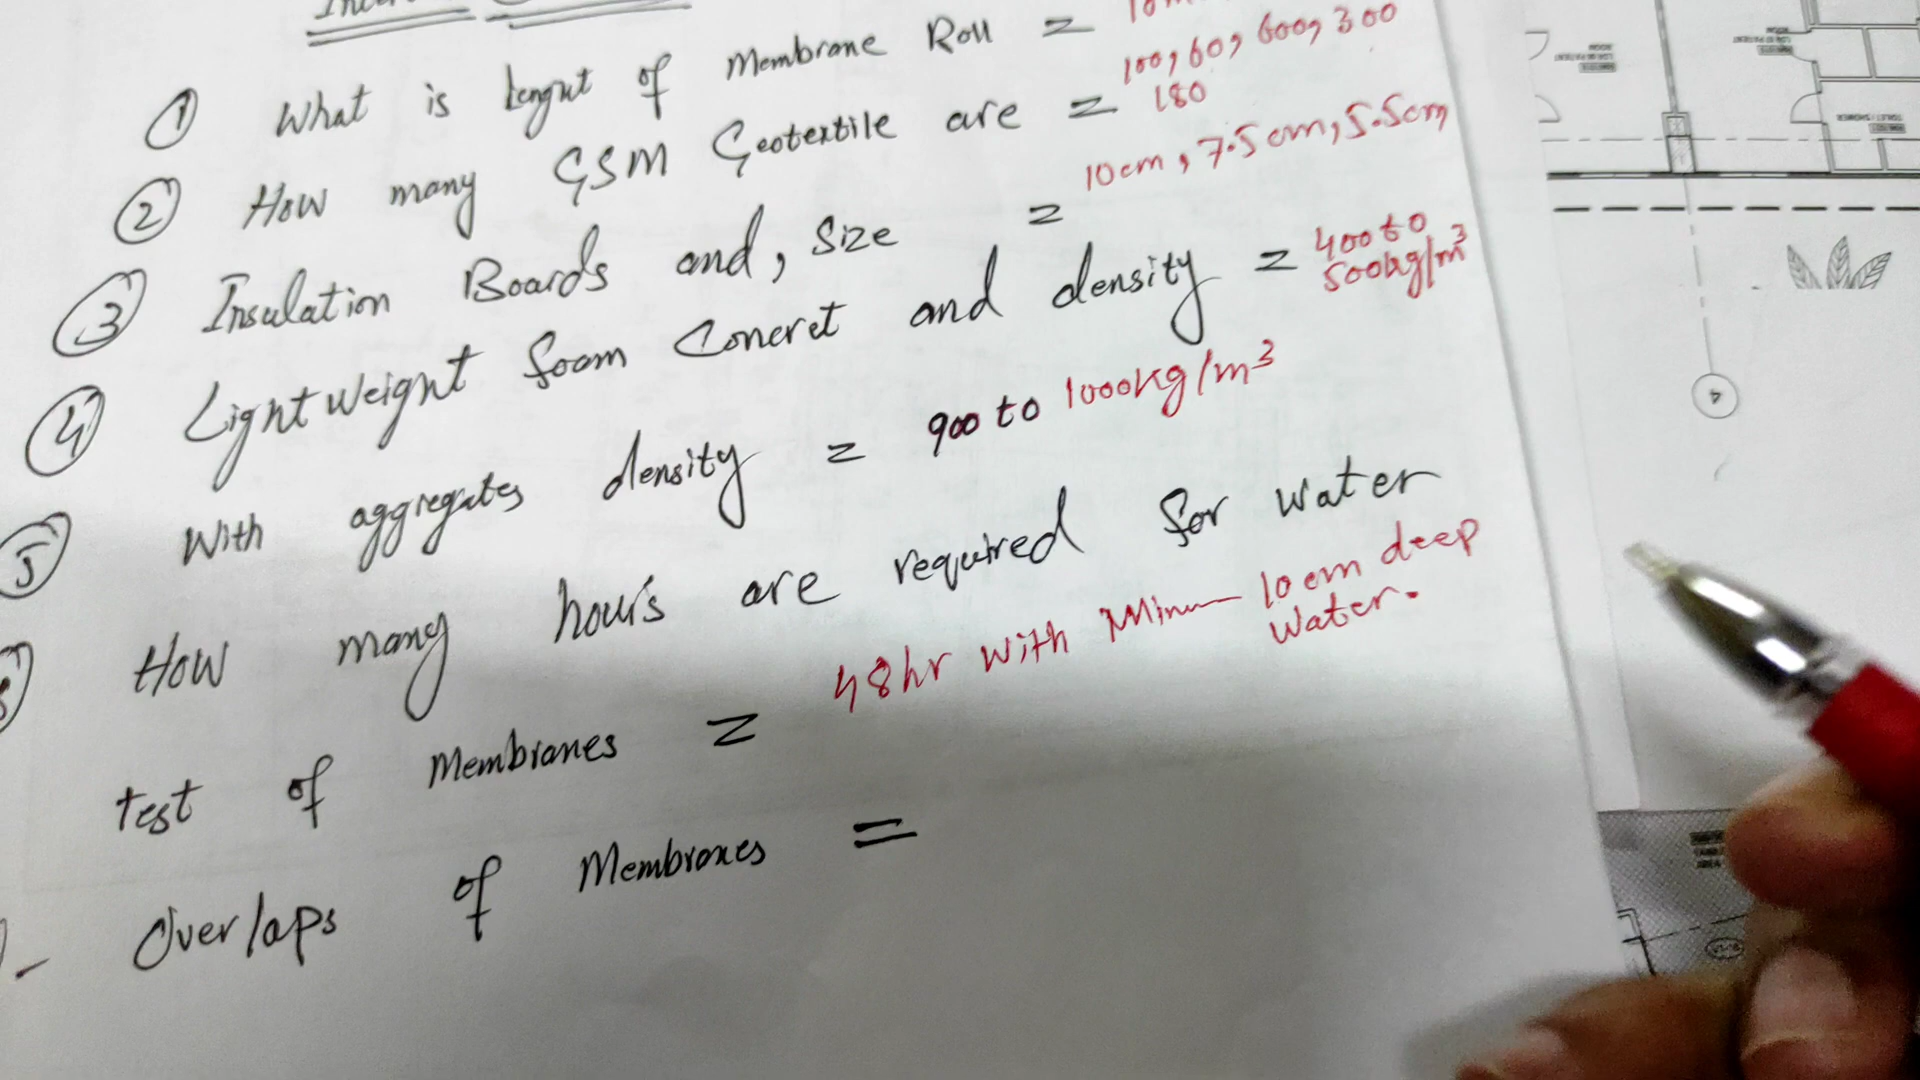 ① What is lenght of Membrane Roll = 10m
② How many GSM Geotextile are = 100, 60, 600, 300
180
③ Insulation Boards and, Size = 10cm, 7.5cm, 5.5cm
④ Lightweight foam Concret and density = 400 to
500kg/m³
⑤ With aggregates density = 900 to 1000kg/m³
How many hours are required for water
test of Membranes = 48hr with Minum 10cm deep
Water.
Overlaps of Membranes =